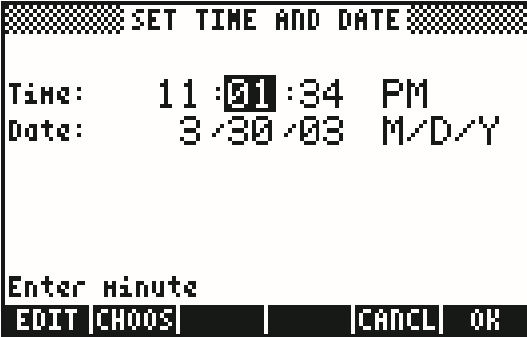 SET TIME AND DATE
Time: 11:01:34 PM
Date: 3/30/03 M/D/Y
Enter minute
EDIT CHOOS CANCL OK